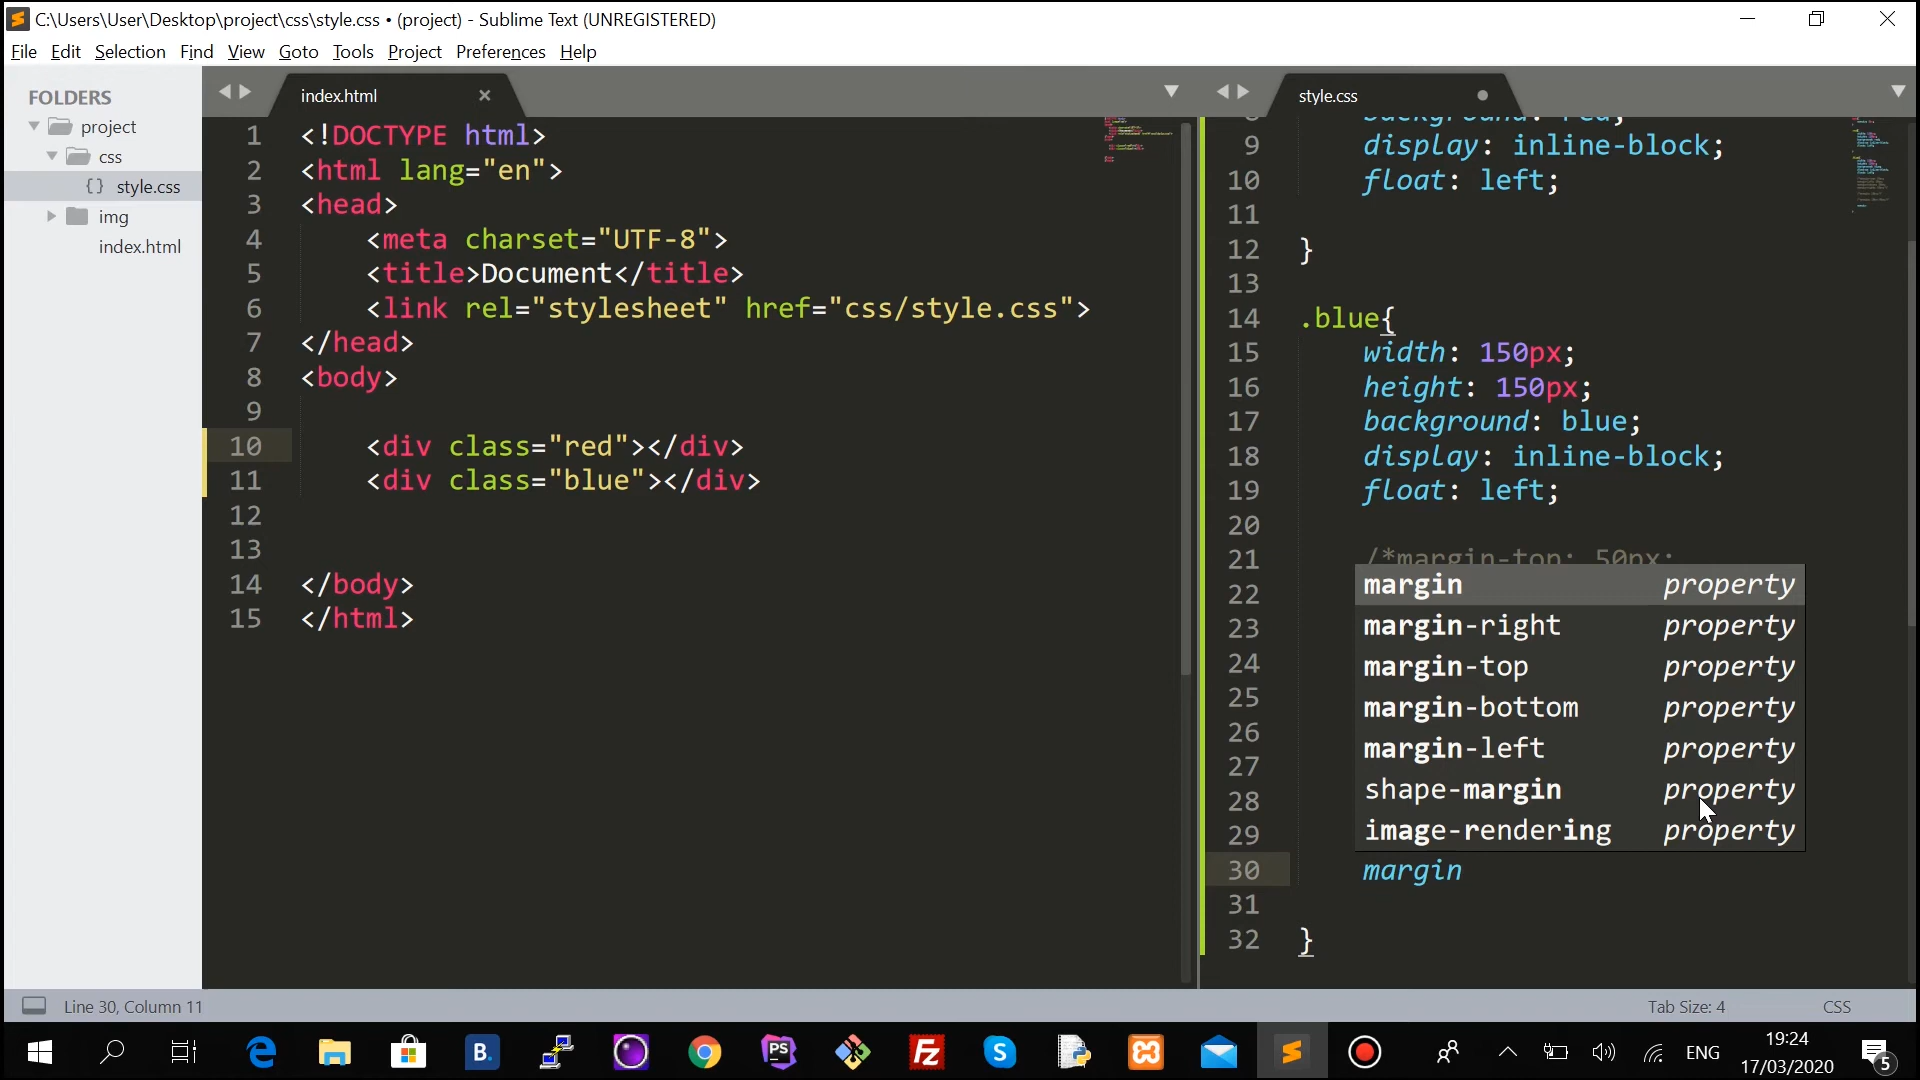 C:\Users\User\Desktop\project\css\style.css • (project) - Sublime Text (UNREGISTERED)
File Edit Selection Find View Goto Tools Project Preferences Help
FOLDERS
project
css
{} style.css
img
index.html
index.html
1 <!DOCTYPE html>
2 <html lang="en">
3 <head>
4 <meta charset="UTF-8">
5 <title>Document</title>
6 <link rel="stylesheet" href="css/style.css">
7 </head>
8 <body>
9
10 <div class="red"></div>
11 <div class="blue"></div>
12
13
14 </body>
15 </html>
style.css
9 display: inline-block;
10 float: left;
11
12 }
13
14 .blue{
15 width: 150px;
16 height: 150px;
17 background: blue;
18 display: inline-block;
19 float: left;
20
21 /*margin-top: 50px;
22
23
24
25
26
27
28
29
margin property
margin-right property
margin-top property
margin-bottom property
margin-left property
shape-margin property
image-rendering property
30 margin
31
32 }
Line 30, Column 11
Tab Size: 4
CSS
B.
PS
FZ
S
ENG
19:24
17/03/2020
5